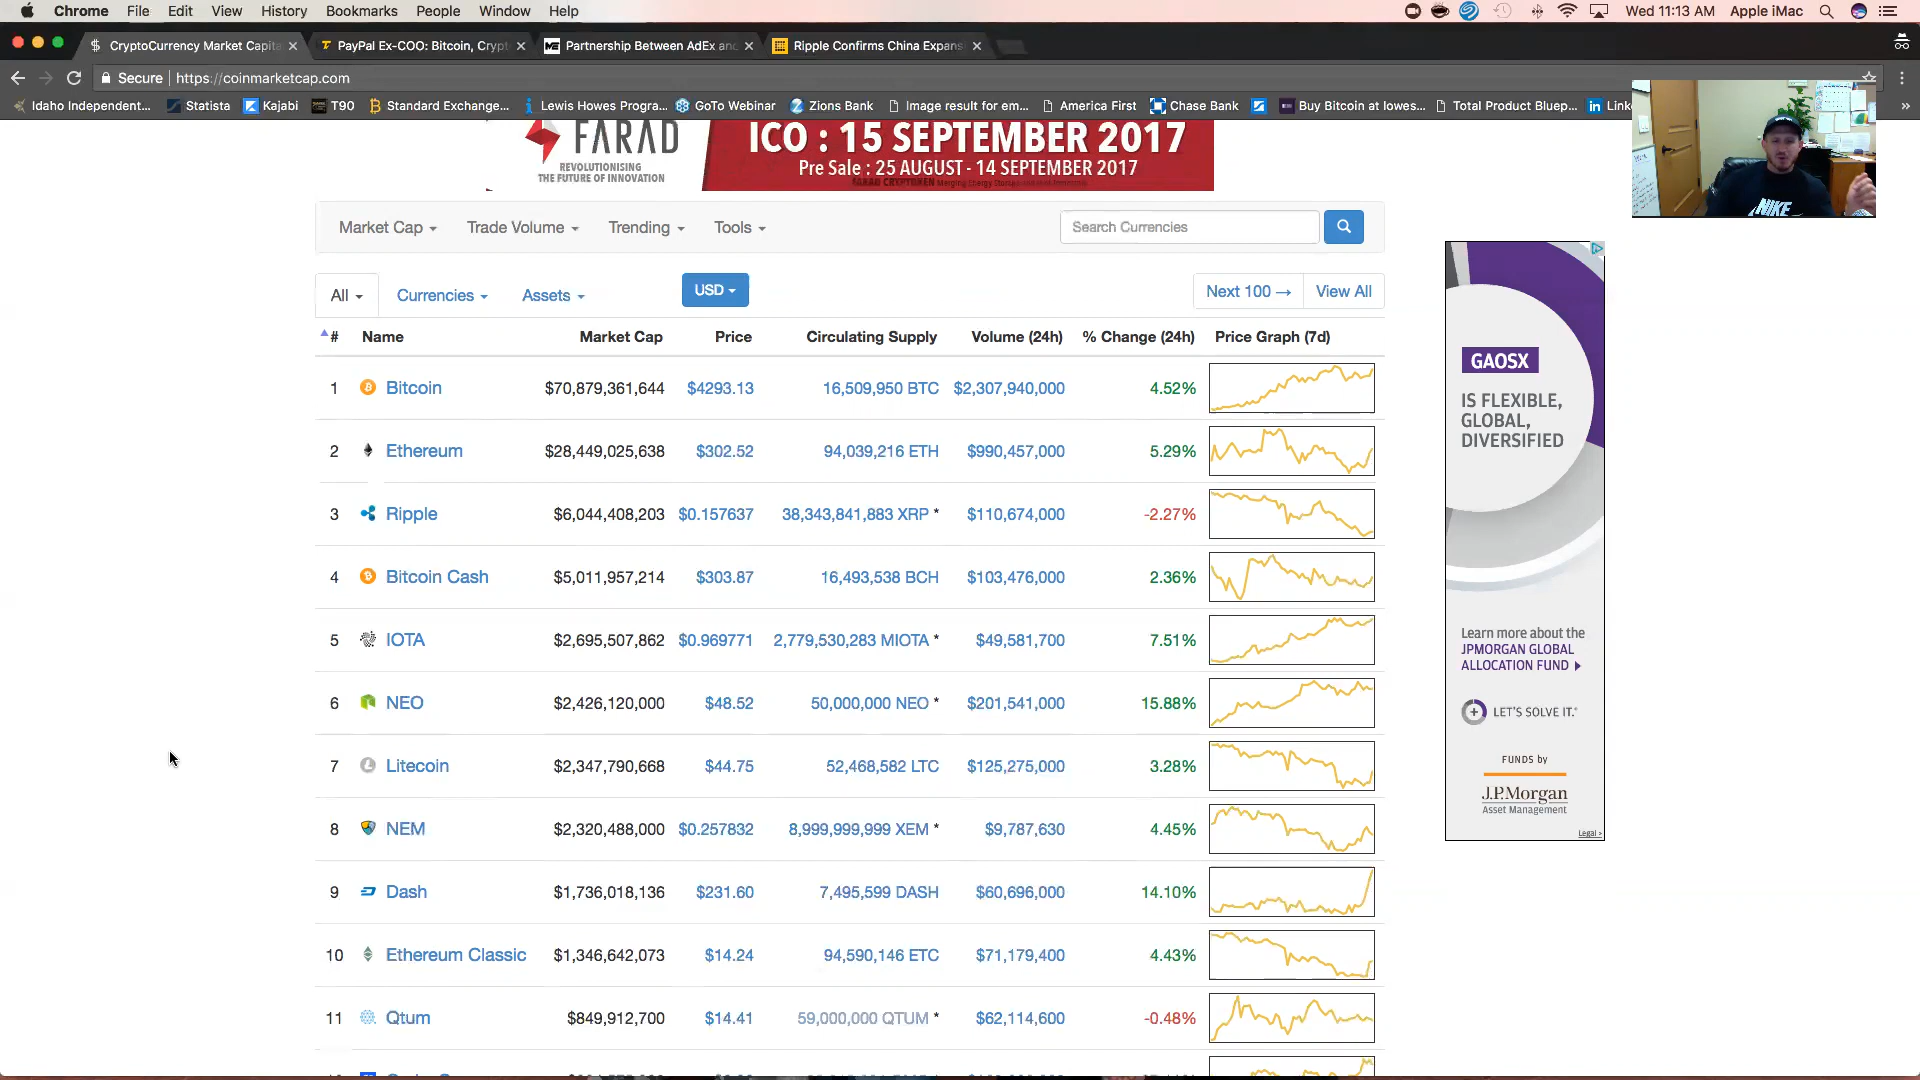 Chrome File Edit View History Bookmarks People Window Help Wed 11:13 AM Apple iMac
CryptoCurrency Market Capita PayPal Ex-COO: Bitcoin, Crypt Partnership Between AdEx and Ripple Confirms China Expans
Secure https://coinmarketcap.com
Idaho Independent... Statista Kajabi T90 Standard Exchange... Lewis Howes Progra... GoTo Webinar Zions Bank Image result for em... America First Chase Bank Buy Bitcoin at lowes... Total Product Bluep... Link
FARAD
REVOLUTIONISING
THE FUTURE OF INNOVATION
ICO : 15 SEPTEMBER 2017
Pre Sale : 25 AUGUST - 14 SEPTEMBER 2017
Market Cap Trade Volume Trending Tools Search Currencies
All Currencies Assets USD Next 100 → View All
# Name Market Cap Price Circulating Supply Volume (24h) % Change (24h) Price Graph (7d)
1 Bitcoin $70,879,361,644 $4293.13 16,509,950 BTC $2,307,940,000 4.52%
2 Ethereum $28,449,025,638 $302.52 94,039,216 ETH $990,457,000 5.29%
3 Ripple $6,044,408,203 $0.157637 38,343,841,883 XRP * $110,674,000 -2.27%
4 Bitcoin Cash $5,011,957,214 $303.87 16,493,538 BCH $103,476,000 2.36%
5 IOTA $2,695,507,862 $0.969771 2,779,530,283 MIOTA * $49,581,700 7.51%
6 NEO $2,426,120,000 $48.52 50,000,000 NEO * $201,541,000 15.88%
7 Litecoin $2,347,790,668 $44.75 52,468,582 LTC $125,275,000 3.28%
8 NEM $2,320,488,000 $0.257832 8,999,999,999 XEM * $9,787,630 4.45%
9 Dash $1,736,018,136 $231.60 7,495,599 DASH $60,696,000 14.10%
10 Ethereum Classic $1,346,642,073 $14.24 94,590,146 ETC $71,179,400 4.43%
11 Qtum $849,912,700 $14.41 59,000,000 QTUM * $62,114,600 -0.48%
NIKE
GAOSX
IS FLEXIBLE,
GLOBAL,
DIVERSIFIED
Learn more about the
JPMORGAN GLOBAL
ALLOCATION FUND
LET'S SOLVE IT.®
FUNDS by
J.P.Morgan
Asset Management
Legal >